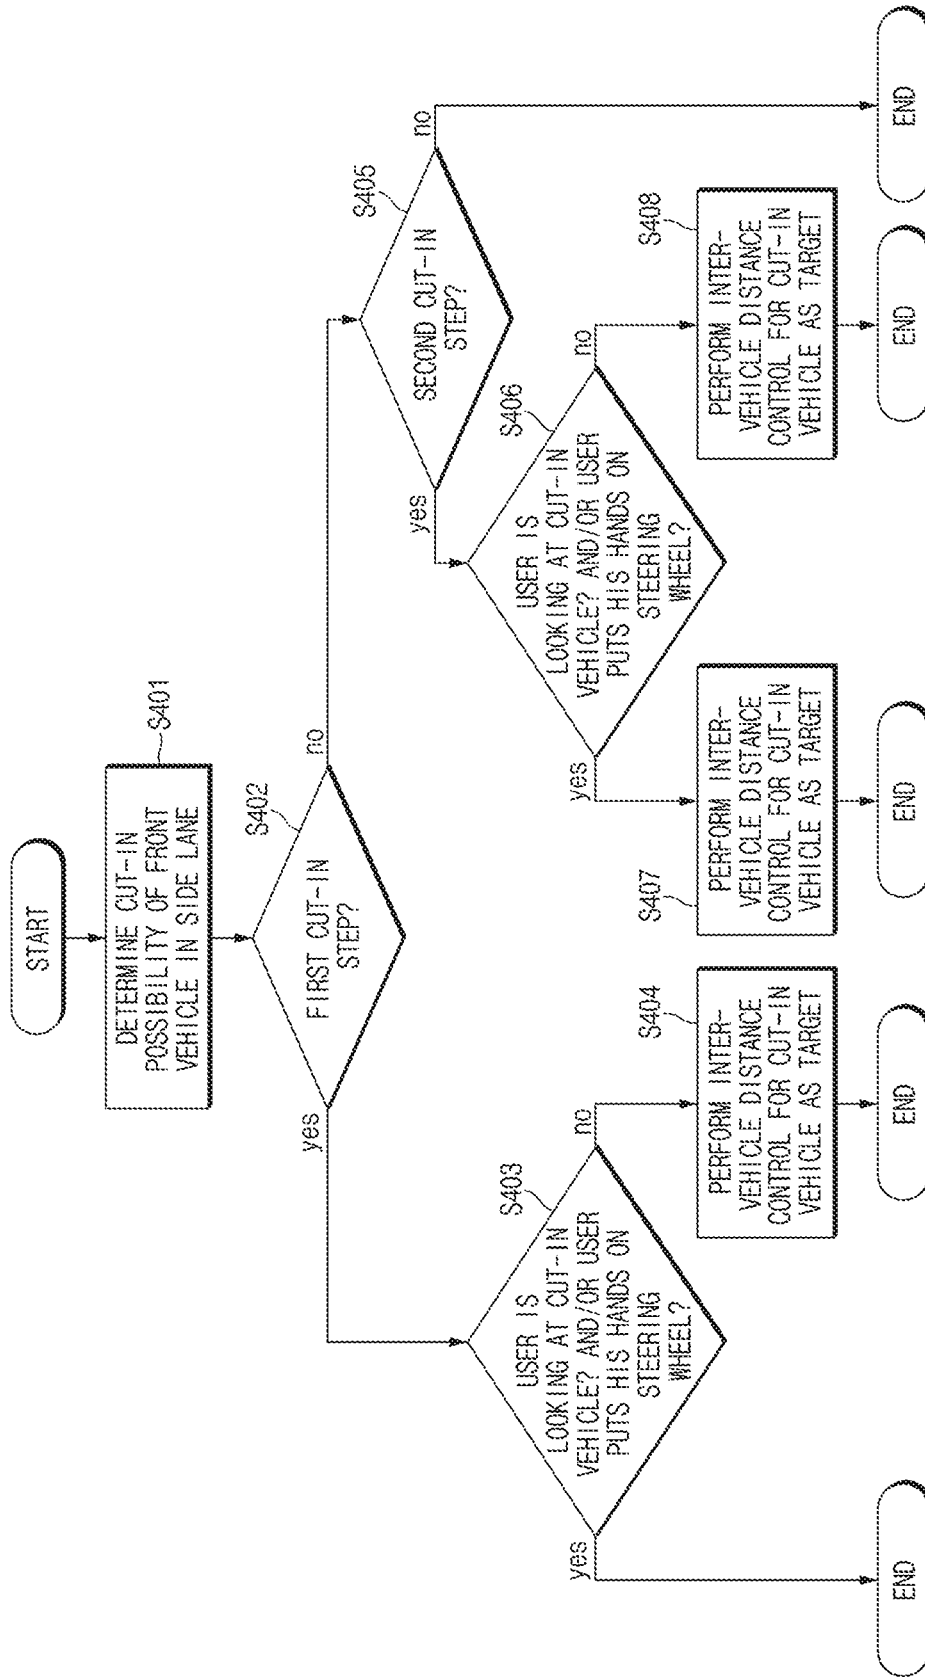 START
S401
DETERMINE CUT-IN
POSSIBILITY OF FRONT
VEHICLE IN SIDE LANE
S402
FIRST CUT-IN
STEP?
yes
no
S403
USER IS
LOOKING AT CUT-IN
VEHICLE? AND/OR USER
PUTS HIS HANDS ON
STEERING
WHEEL?
yes
no
S404
PERFORM INTER-
VEHICLE DISTANCE
CONTROL FOR CUT-IN
VEHICLE AS TARGET
END
END
S405
SECOND CUT-IN
STEP?
yes
no
S406
USER IS
LOOKING AT CUT-IN
VEHICLE? AND/OR USER
PUTS HIS HANDS ON
STEERING
WHEEL?
yes
no
S407
PERFORM INTER-
VEHICLE DISTANCE
CONTROL FOR CUT-IN
VEHICLE AS TARGET
S408
PERFORM INTER-
VEHICLE DISTANCE
CONTROL FOR CUT-IN
VEHICLE AS TARGET
END
END
END